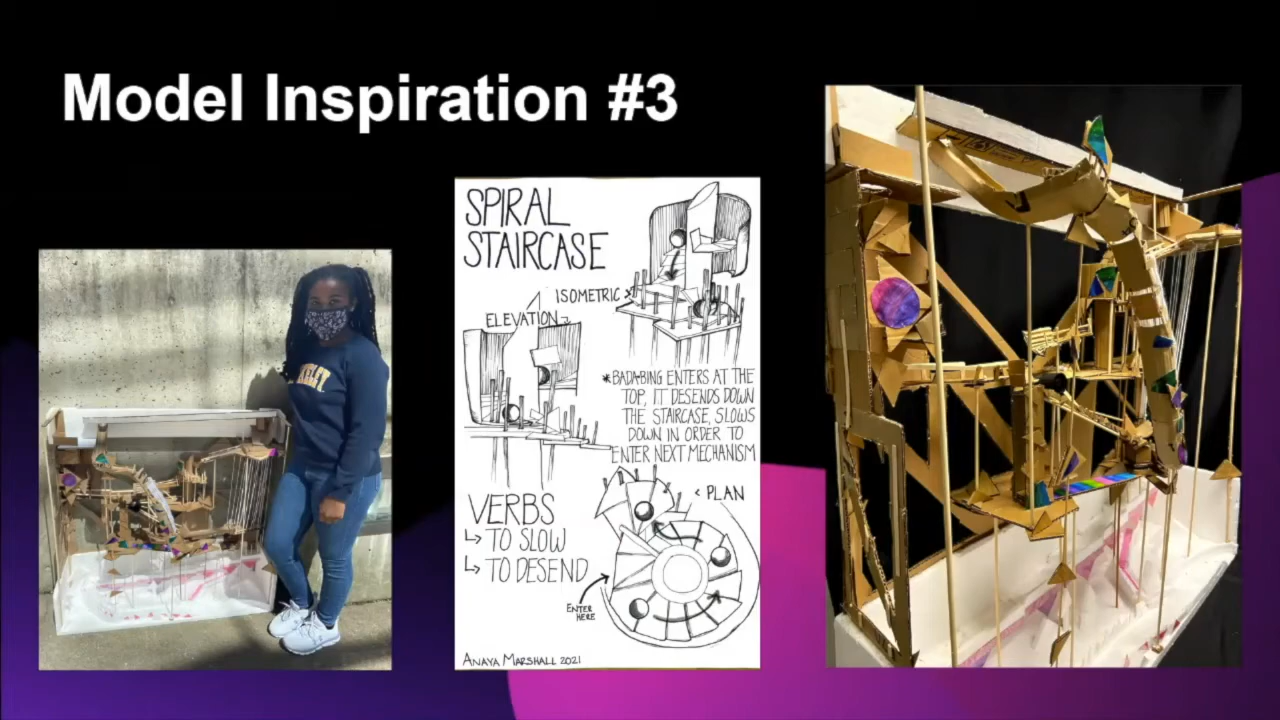 Model Inspiration #3
SPIRAL
STAIRCASE
ISOMETRIC
ELEVATION
*BADABING ENTERS AT THE
TOP, IT DESENDS DOWN
THE STAIRCASE, SLOWS
DOWN IN ORDER TO
ENTER NEXT MECHANISM
PLAN
VERBS
TO SLOW
TO DESEND
ENTER
HERE
ANAYA MARSHALL 2021